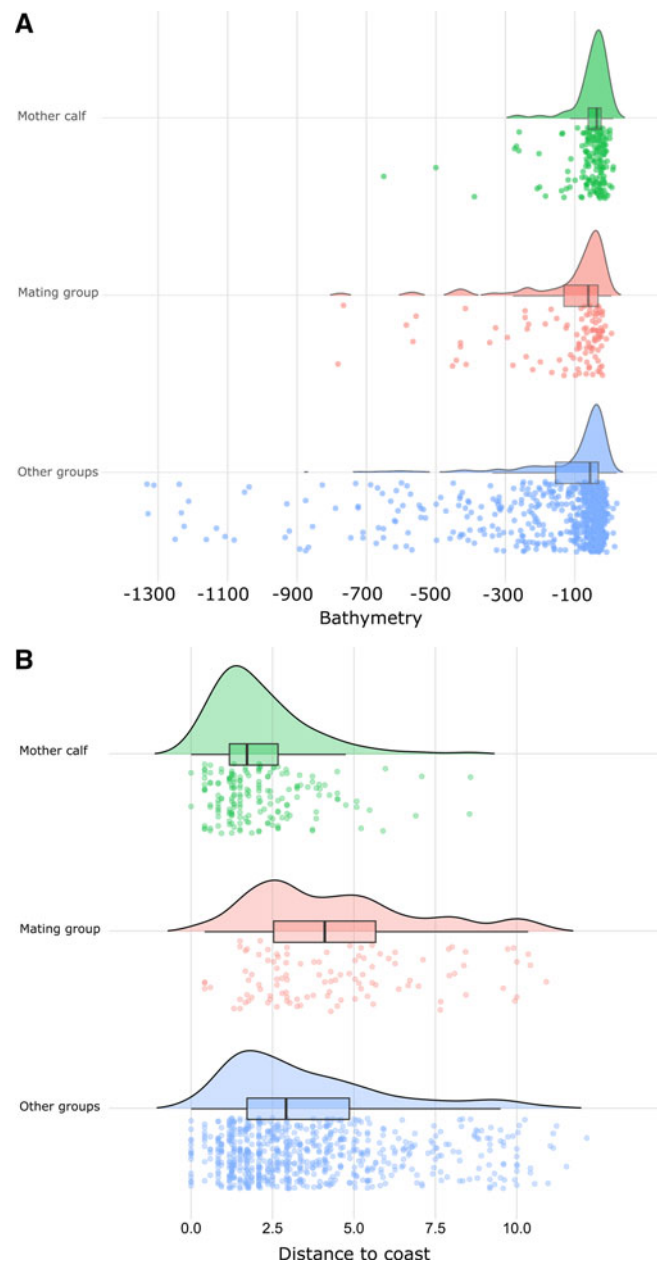 A
Mother calf
Mating group
Other groups
-1300 -1100 -900 -700 -500 -300 -100
Bathymetry
B
Mother calf
Mating group
Other groups
0.0 2.5 5.0 7.5 10.0
Distance to coast